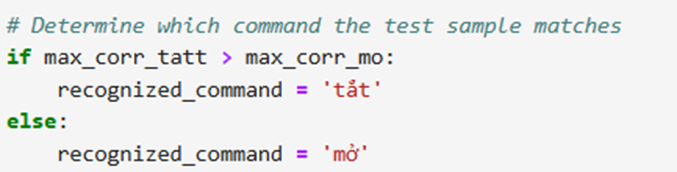 # Determine which command the test sample matches
if max_corr_tatt > max_corr_mo:
    recognized_command = 'tắt'
else:
    recognized_command = 'mở'